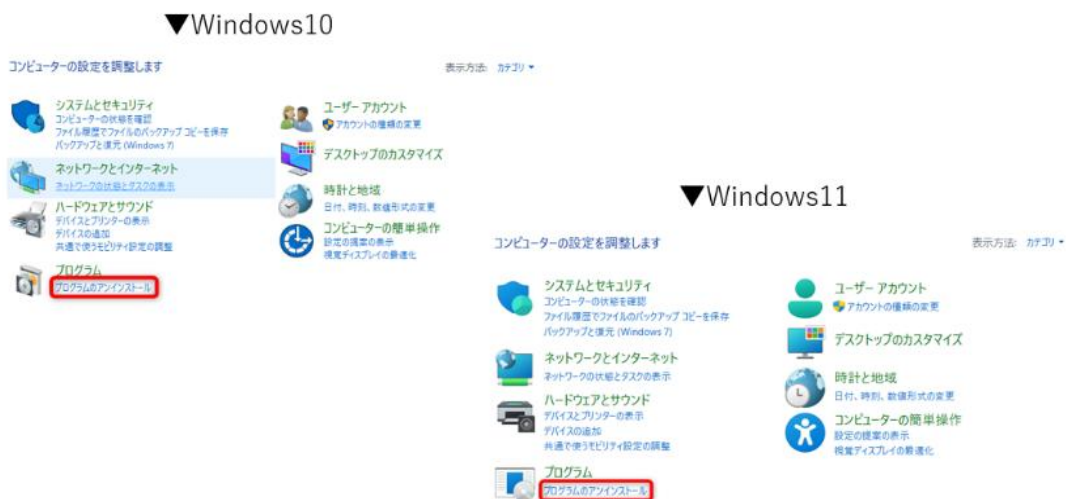 ▼Windows10
コンピューターの設定を調整します
表示方法: カテゴリ
システムとセキュリティ
コンピューターの状態を確認
ファイル履歴でファイルのバックアップ コピーを保存
バックアップと復元 (Windows 7)
ネットワークとインターネット
ネットワークの状態とタスクの表示
ハードウェアとサウンド
デバイスとプリンターの表示
デバイスの追加
共通で使うモビリティ設定の調整
プログラム
プログラムのアンインストール
ユーザー アカウント
アカウントの種類の変更
デスクトップのカスタマイズ
時計と地域
日付、時刻、数値形式の変更
コンピューターの簡単操作
設定の提案の表示
視覚ディスプレイの最適化
▼Windows11
コンピューターの設定を調整します
表示方法: カテゴリ
システムとセキュリティ
コンピューターの状態を確認
ファイル履歴でファイルのバックアップ コピーを保存
バックアップと復元 (Windows 7)
ネットワークとインターネット
ネットワークの状態とタスクの表示
ハードウェアとサウンド
デバイスとプリンターの表示
デバイスの追加
共通で使うモビリティ設定の調整
プログラム
プログラムのアンインストール
ユーザー アカウント
アカウントの種類の変更
デスクトップのカスタマイズ
時計と地域
日付、時刻、数値形式の変更
コンピューターの簡単操作
設定の提案の表示
視覚ディスプレイの最適化